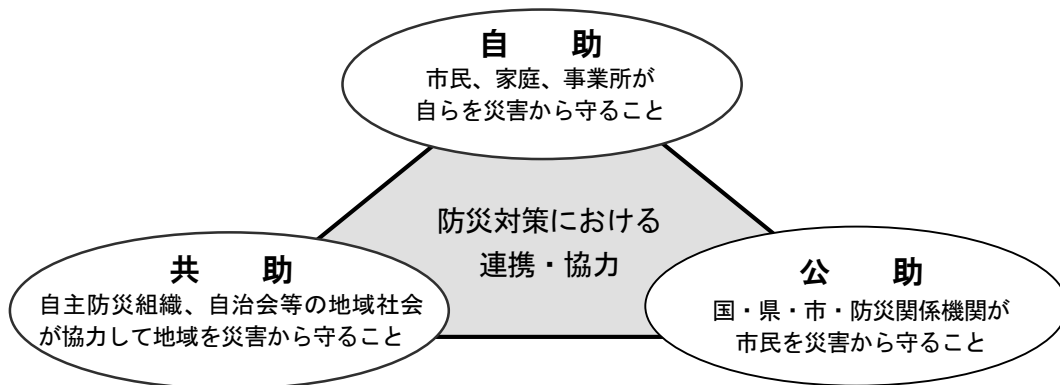 自　助
市民、家庭、事業所が
自らを災害から守ること
防災対策における
連携・協力
共　助
自主防災組織、自治会等の地域社会
が協力して地域を災害から守ること
公　助
国・県・市・防災関係機関が
市民を災害から守ること